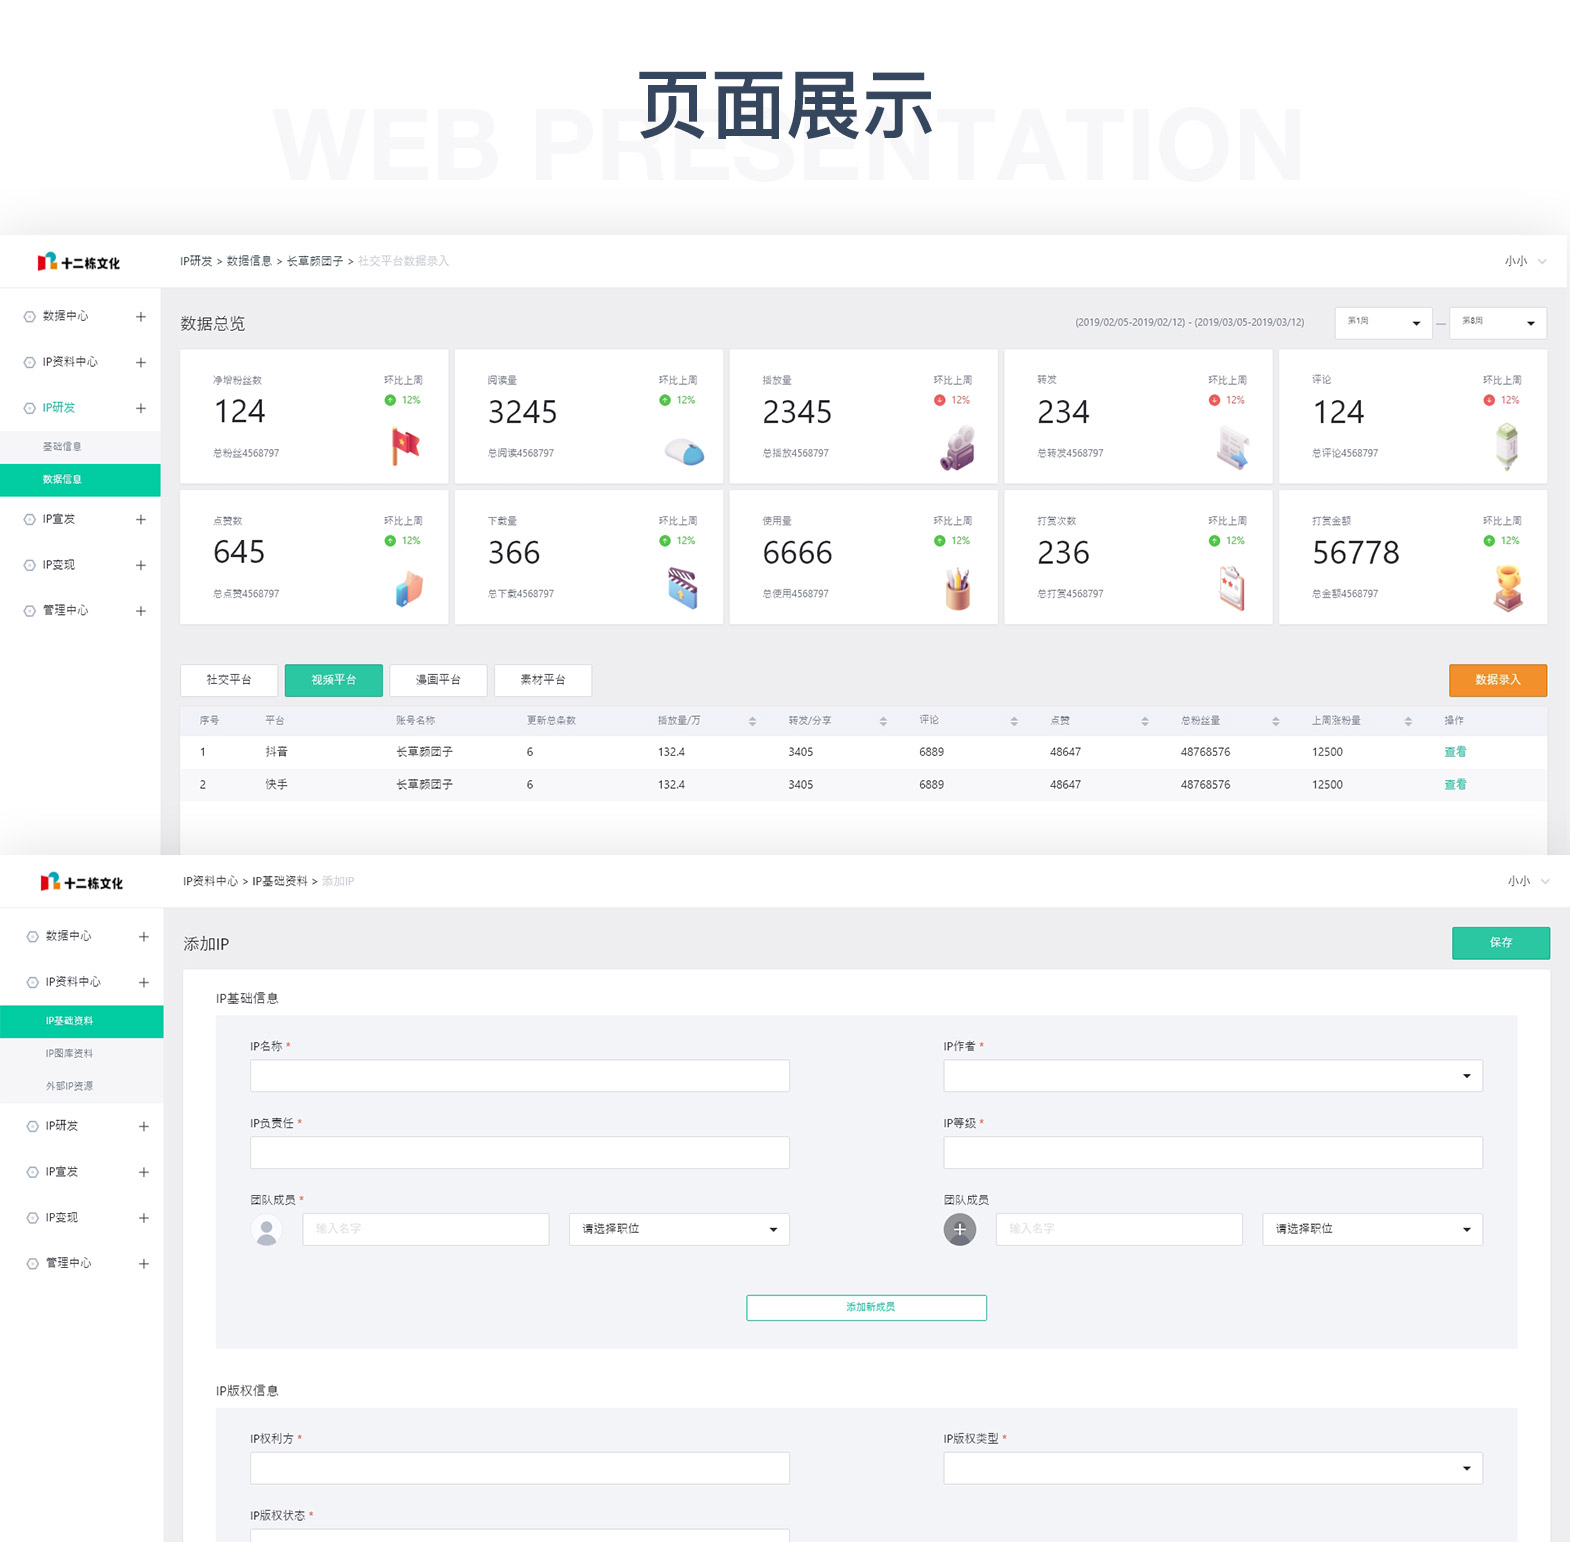 页面展示
WEB PRESENTATION
十二栋文化
IP研发 > 数据信息 > 长草颜团子 > 社交平台数据录入
小小
数据中心
IP资料中心
IP研发
基础信息
数据信息
IP宣发
IP变现
管理中心
数据总览
(2019/02/05-2019/02/12) - (2019/03/05-2019/03/12)
第1周
—
第8周
净增粉丝数
环比上周
124
12%
总粉丝4568797
阅读量
环比上周
3245
12%
总阅读4568797
播放量
环比上周
2345
12%
总播放4568797
转发
环比上周
234
12%
总转发4568797
评论
环比上周
124
12%
总评论4568797
点赞数
环比上周
645
12%
总点赞4568797
下载量
环比上周
366
12%
总下载4568797
使用量
环比上周
6666
12%
总使用4568797
打赏次数
环比上周
236
12%
总打赏4568797
打赏金额
环比上周
56778
12%
总金额4568797
社交平台 视频平台 漫画平台 素材平台 数据录入
序号 平台 账号名称 更新总条数 播放量/万 转发/分享 评论 点赞 总粉丝量 上周涨粉量 操作
1 抖音 长草颜团子 6 132.4 3405 6889 48647 48768576 12500 查看
2 快手 长草颜团子 6 132.4 3405 6889 48647 48768576 12500 查看
十二栋文化
IP资料中心 > IP基础资料 > 添加IP
小小
数据中心
IP资料中心
IP基础资料
IP图库资料
外部IP资源
IP研发
IP宣发
IP变现
管理中心
添加IP
保存
IP基础信息
IP名称 *
IP作者 *
IP负责任 *
IP等级 *
团队成员 *
输入名字
请选择职位
团队成员
输入名字
请选择职位
添加新成员
IP版权信息
IP权利方 *
IP版权类型 *
IP版权状态 *